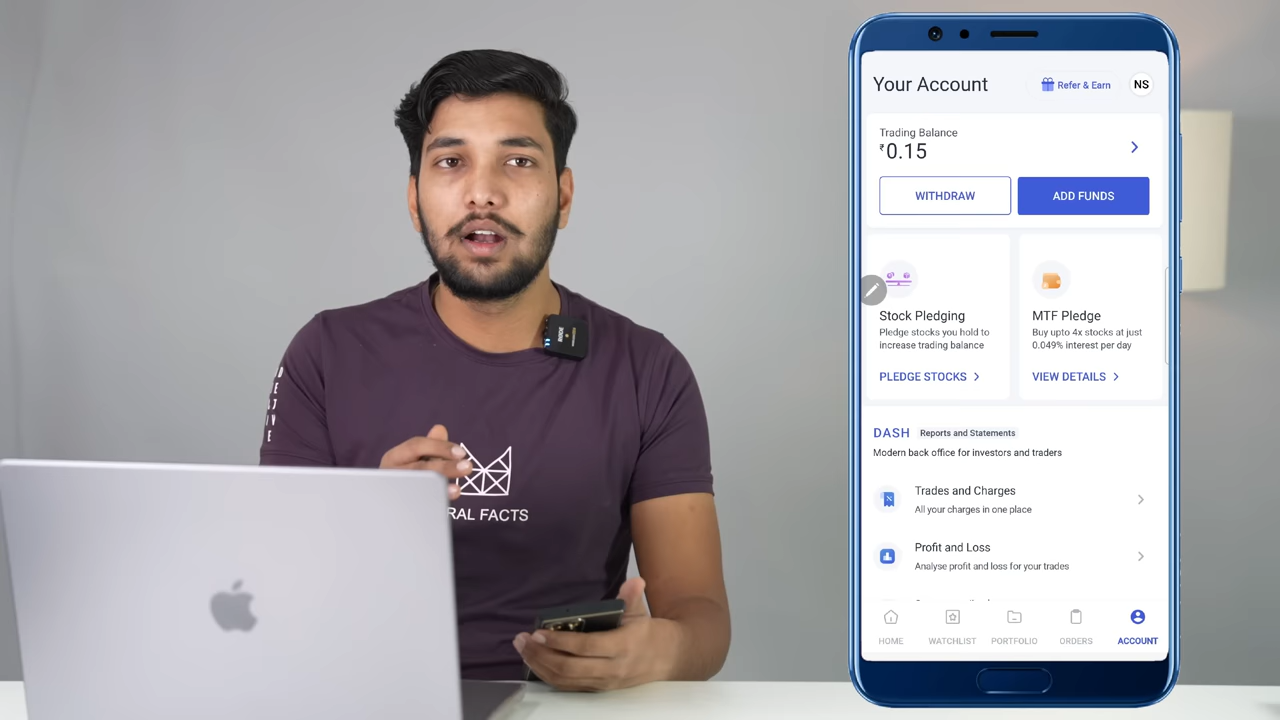 DESIVE
RAL FACTS
Your Account
Refer & Earn
NS
Trading Balance
₹0.15
WITHDRAW
ADD FUNDS
Stock Pledging
Pledge stocks you hold to
increase trading balance
PLEDGE STOCKS
MTF Pledge
Buy upto 4x stocks at just
0.049% interest per day
VIEW DETAILS
DASH Reports and Statements
Modern back office for investors and traders
Trades and Charges
All your charges in one place
Profit and Loss
Analyse profit and loss for your trades
HOME
WATCHLIST
PORTFOLIO
ORDERS
ACCOUNT